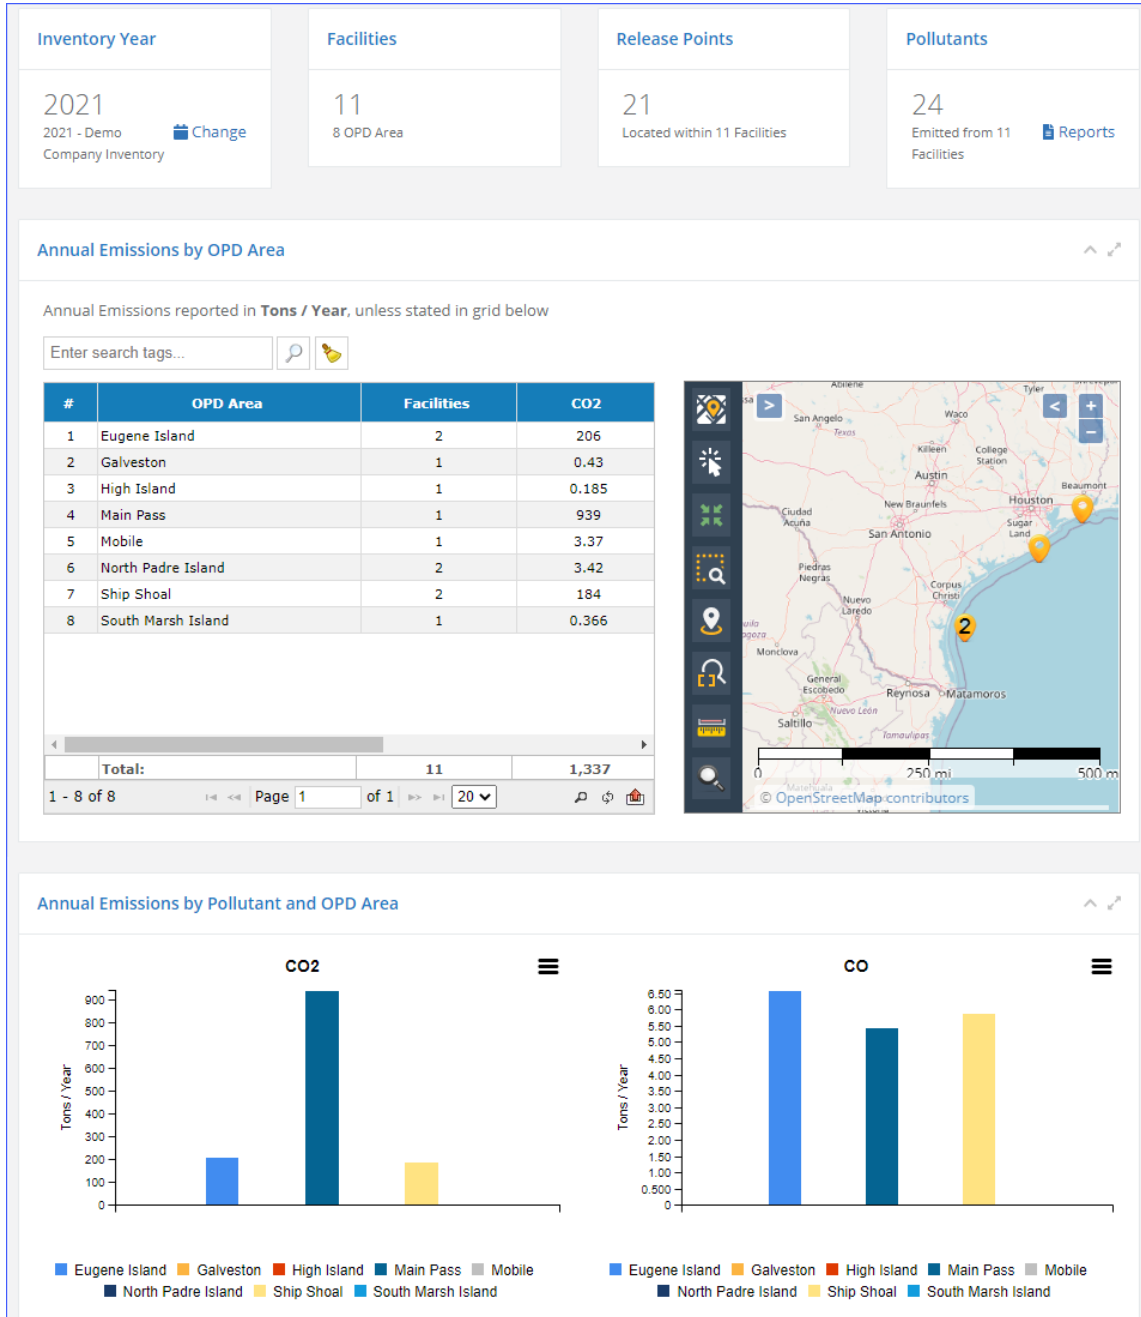 Inventory Year
Facilities
Release Points
Pollutants
2021
2021 - Demo
Company Inventory
Change
11
8 OPD Area
21
Located within 11 Facilities
24
Emitted from 11
Facilities
Reports
Annual Emissions by OPD Area
Annual Emissions reported in Tons / Year, unless stated in grid below
Enter search tags...
# OPD Area Facilities CO2
1 Eugene Island 2 206
2 Galveston 1 0.43
3 High Island 1 0.185
4 Main Pass 1 939
5 Mobile 1 3.37
6 North Padre Island 2 3.42
7 Ship Shoal 2 184
8 South Marsh Island 1 0.366
Total: 11 1,337
1 - 8 of 8 Page 1 of 1 20
Abilene
Tyler
San Angelo
Waco
Texas
Killeen
College
Station
Austin
Beaumont
New Braunfels
Houston
Ciudad
Acuña
San Antonio
Sugar
Land
Piedras
Negras
Corpus
Christi
Nuevo
Laredo
2
Monclova
General
Escobedo
Reynosa
Matamoros
Nuevo León
Saltillo
Tamaulipas
0 250 mi 500 m
Matehuala
© OpenStreetMap contributors
Annual Emissions by Pollutant and OPD Area
CO2
900
800
700
600
500
400
300
200
100
0
Tons / Year
Eugene Island Galveston High Island Main Pass Mobile
North Padre Island Ship Shoal South Marsh Island
CO
6.50
6.00
5.50
5.00
4.50
4.00
3.50
3.00
2.50
2.00
1.50
1.00
0.500
0
Tons / Year
Eugene Island Galveston High Island Main Pass Mobile
North Padre Island Ship Shoal South Marsh Island